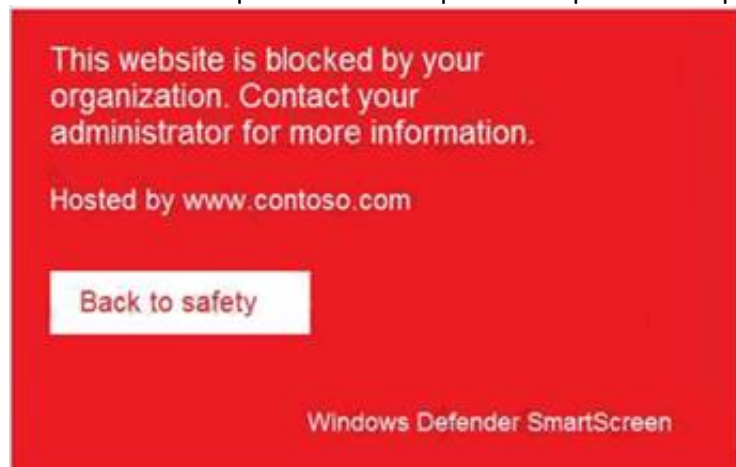 This website is blocked by your
organization. Contact your
administrator for more information.
Hosted by www.contoso.com
Back to safety
Windows Defender SmartScreen